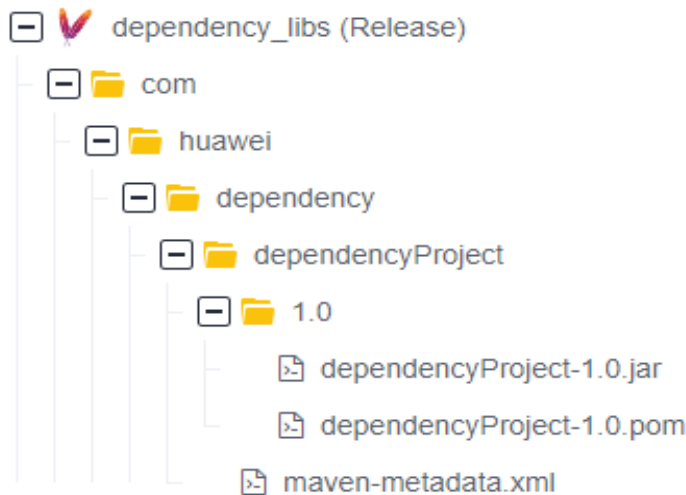 dependency_libs (Release)
com
huawei
dependency
dependencyProject
1.0
dependencyProject-1.0.jar
dependencyProject-1.0.pom
maven-metadata.xml